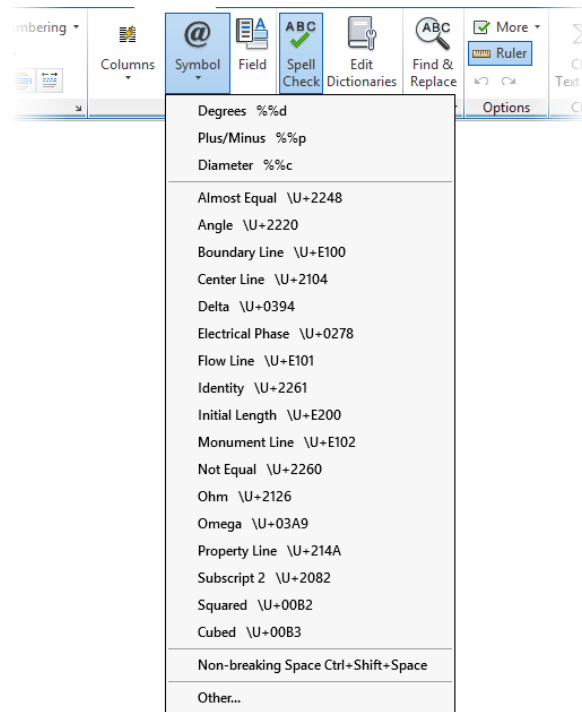 mbering
Columns
Symbol
Field
ABC
Spell
Check
Edit
Dictionaries
ABC
Find &
Replace
More
Ruler
Text
Options
Degrees %%d
Plus/Minus %%p
Diameter %%c
Almost Equal \U+2248
Angle \U+2220
Boundary Line \U+E100
Center Line \U+2104
Delta \U+0394
Electrical Phase \U+0278
Flow Line \U+E101
Identity \U+2261
Initial Length \U+E200
Monument Line \U+E102
Not Equal \U+2260
Ohm \U+2126
Omega \U+03A9
Property Line \U+214A
Subscript 2 \U+2082
Squared \U+00B2
Cubed \U+00B3
Non-breaking Space Ctrl+Shift+Space
Other...